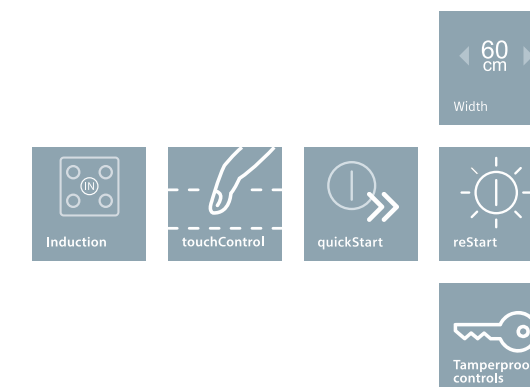 60
cm
Width
IN
Induction
touchControl
quickStart
reStart
Tamperproo
controls